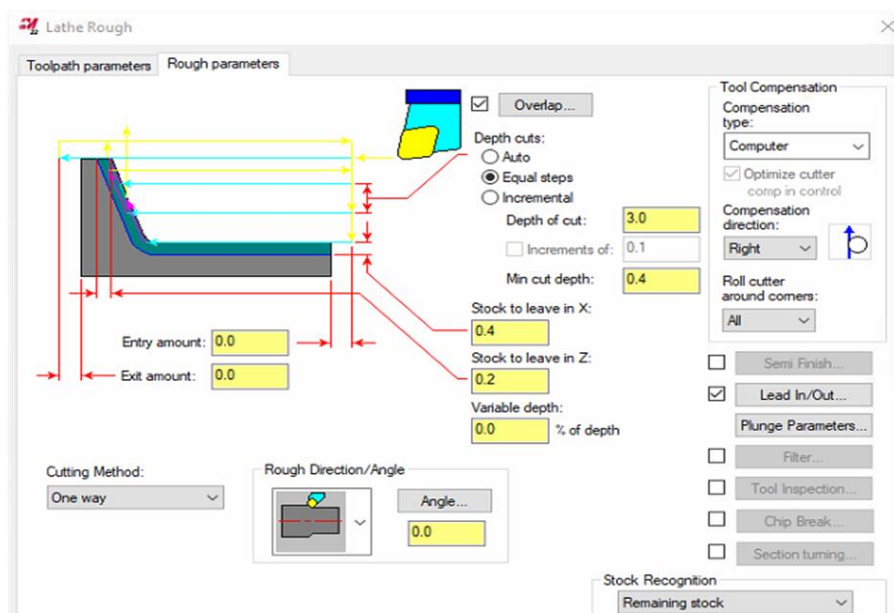 22 Lathe Rough
Toolpath parameters Rough parameters
Overlap...
Depth cuts:
Auto
Equal steps
Incremental
Depth of cut: 3.0
Increments of: 0.1
Min cut depth: 0.4
Stock to leave in X:
0.4
Stock to leave in Z:
0.2
Variable depth:
0.0 % of depth
Entry amount: 0.0
Exit amount: 0.0
Tool Compensation
Compensation
type:
Computer
Optimize cutter
comp in control
Compensation
direction:
Right
Roll cutter
around corners:
All
Semi Finish...
Lead In/Out...
Plunge Parameters...
Filter...
Tool Inspection...
Chip Break...
Section turning...
Cutting Method:
One way
Rough Direction/Angle
Angle...
0.0
Stock Recognition
Remaining stock